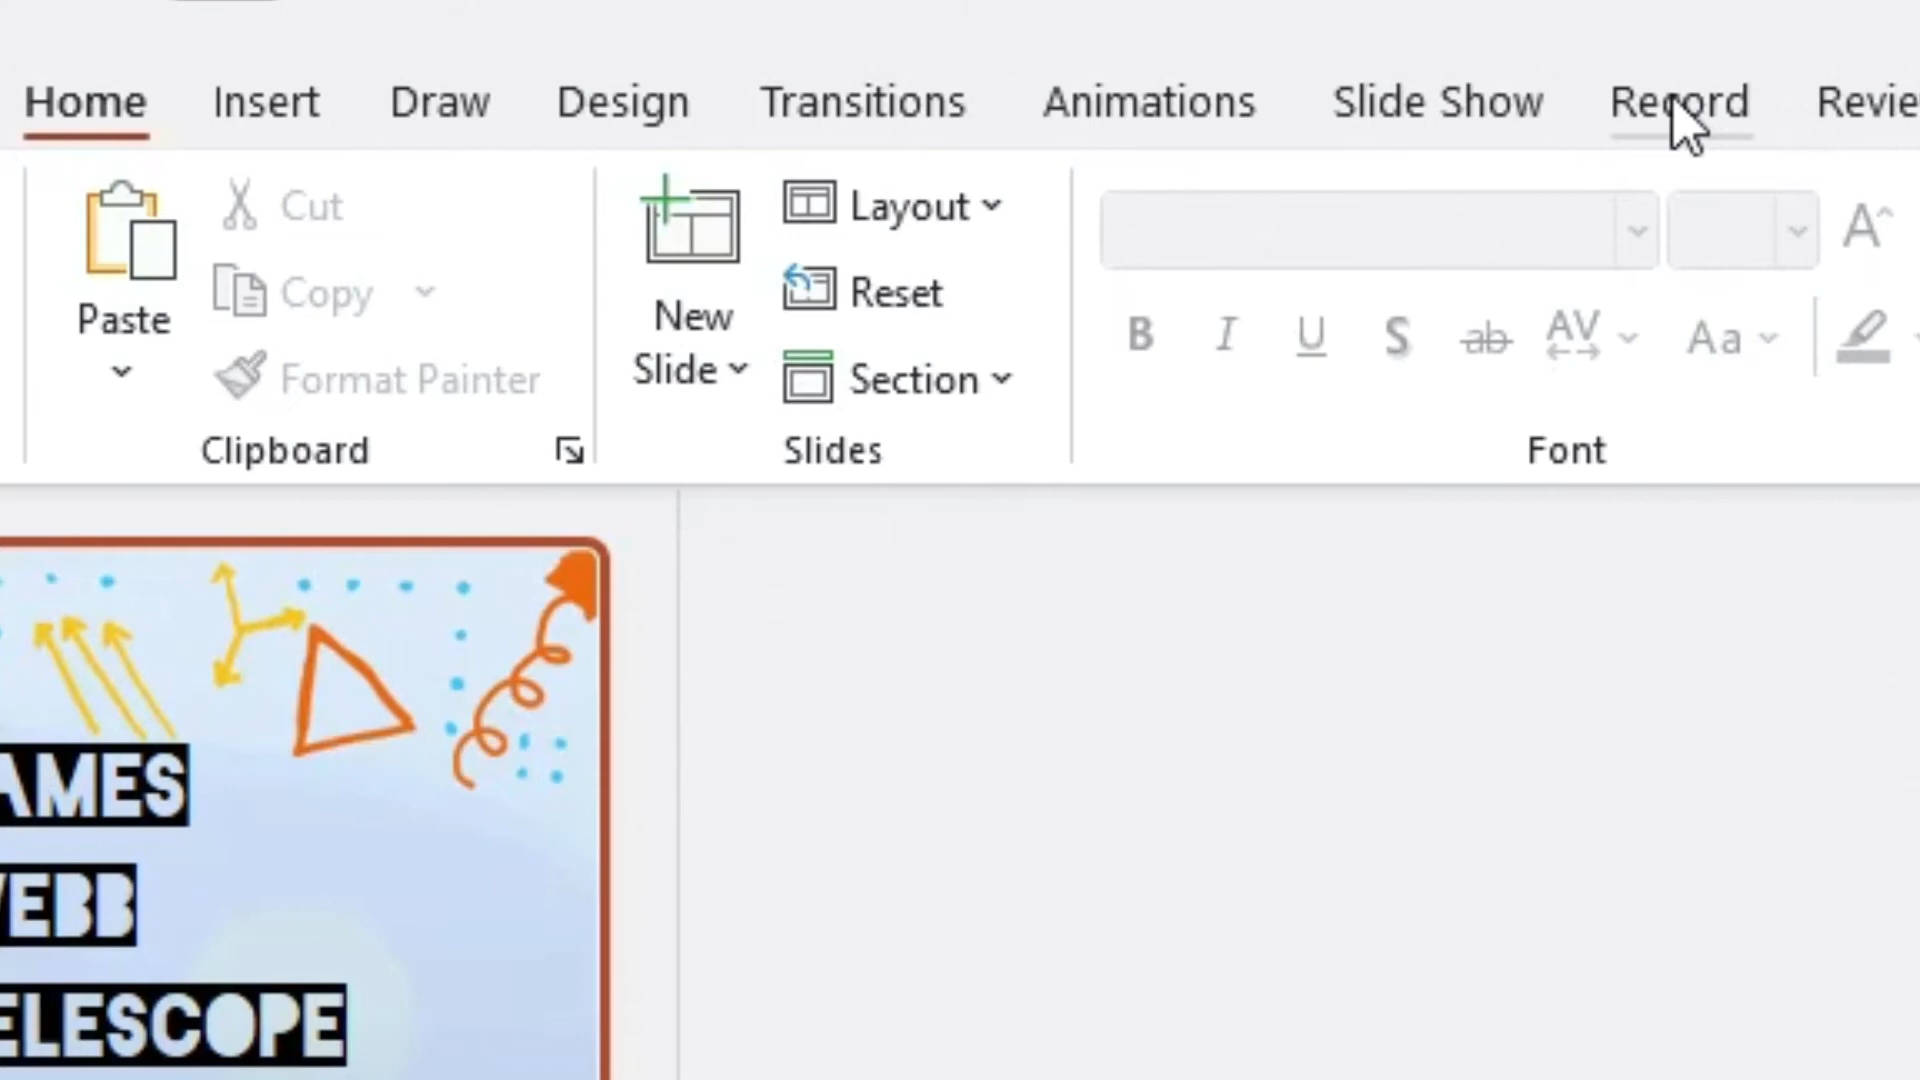 Home Insert Draw Design Transitions Animations Slide Show Record Revie
Paste
Cut
Copy
Format Painter
Clipboard
New
Slide
Layout
Reset
Section
Slides
B I U S ab AV Aa
A
Font
AMES
EBB
ELESCOPE